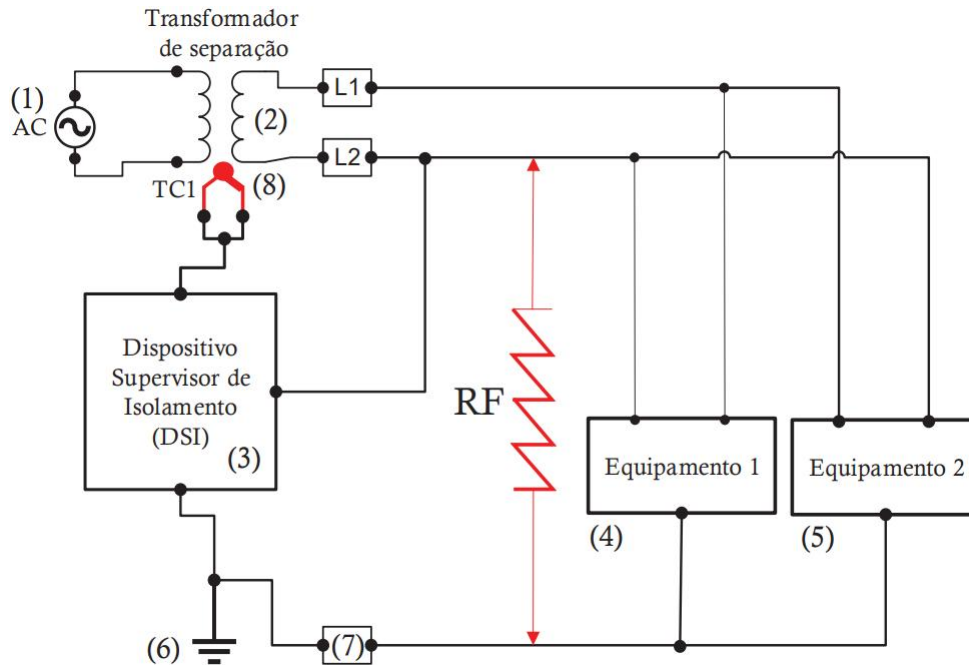 Transformador
de separação
(1)
AC
(2)
L1
L2
TC1
(8)
Dispositivo
Supervisor de
Isolamento
(DSI)
(3)
RF
Equipamento 1
Equipamento 2
(4)
(5)
(6)
(7)